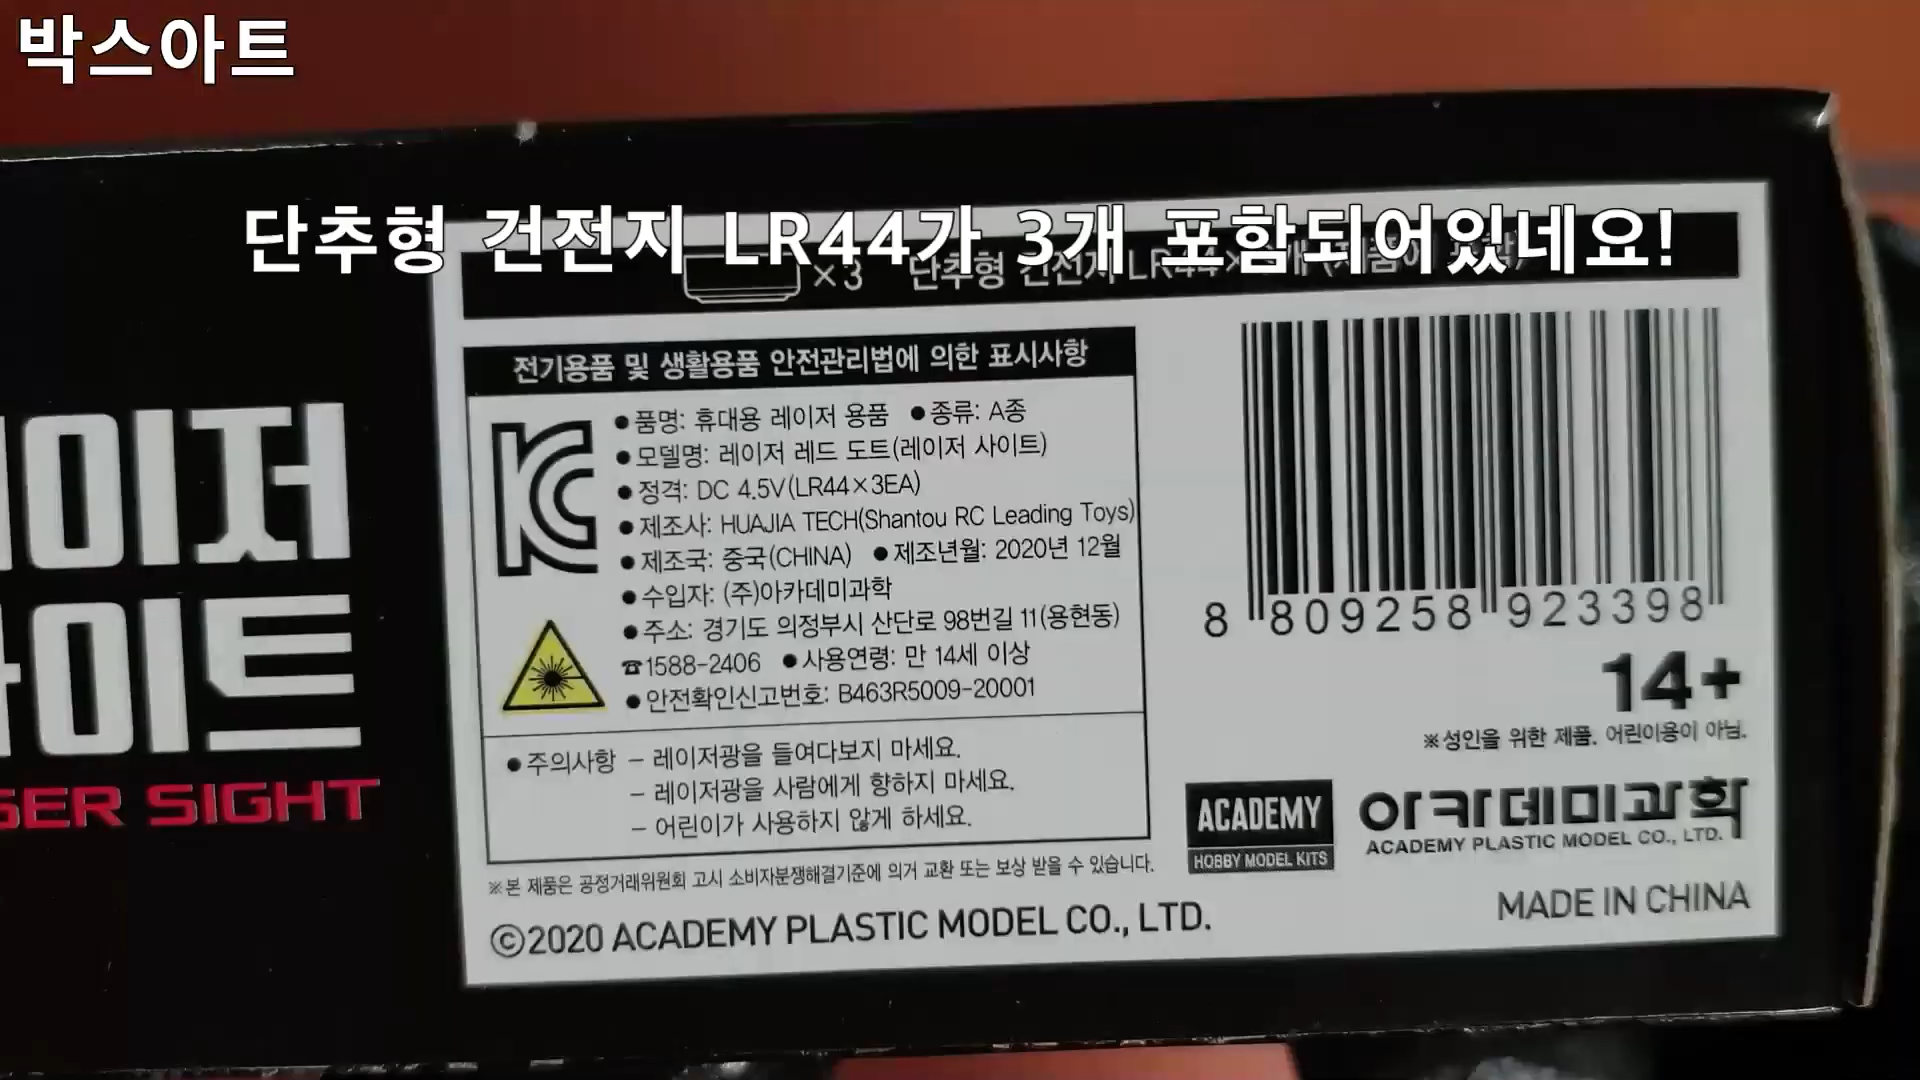 박스아트
단추형 건전지 LR44가 3개 포함되어있네요!
×3 단추형 건전지 LR44×
레이저
사이트
SER SIGHT
전기용품 및 생활용품 안전관리법에 의한 표시사항
●품명: 휴대용 레이저 용품 ●종류: A종
●모델명: 레이저 레드 도트(레이저 사이트)
●정격: DC 4.5V(LR44×3EA)
●제조사: HUAJIA TECH(Shantou RC Leading Toys)
●제조국: 중국(CHINA) ●제조년월: 2020년 12월
●수입자: (주)아카데미과학
●주소: 경기도 의정부시 산단로 98번길 11(용현동)
☎1588-2406 ●사용연령: 만 14세 이상
●안전확인신고번호: B463R5009-20001
●주의사항 – 레이저광을 들여다보지 마세요.
– 레이저광을 사람에게 향하지 마세요.
– 어린이가 사용하지 않게 하세요.
※본 제품은 공정거래위원회 고시 소비자분쟁해결기준에 의거 교환 또는 보상 받을 수 있습니다.
©2020 ACADEMY PLASTIC MODEL CO., LTD.
8 809258 923398
14+
※성인을 위한 제품. 어린이용이 아님.
ACADEMY
HOBBY MODEL KITS
아카데미과학
ACADEMY PLASTIC MODEL CO., LTD.
MADE IN CHINA